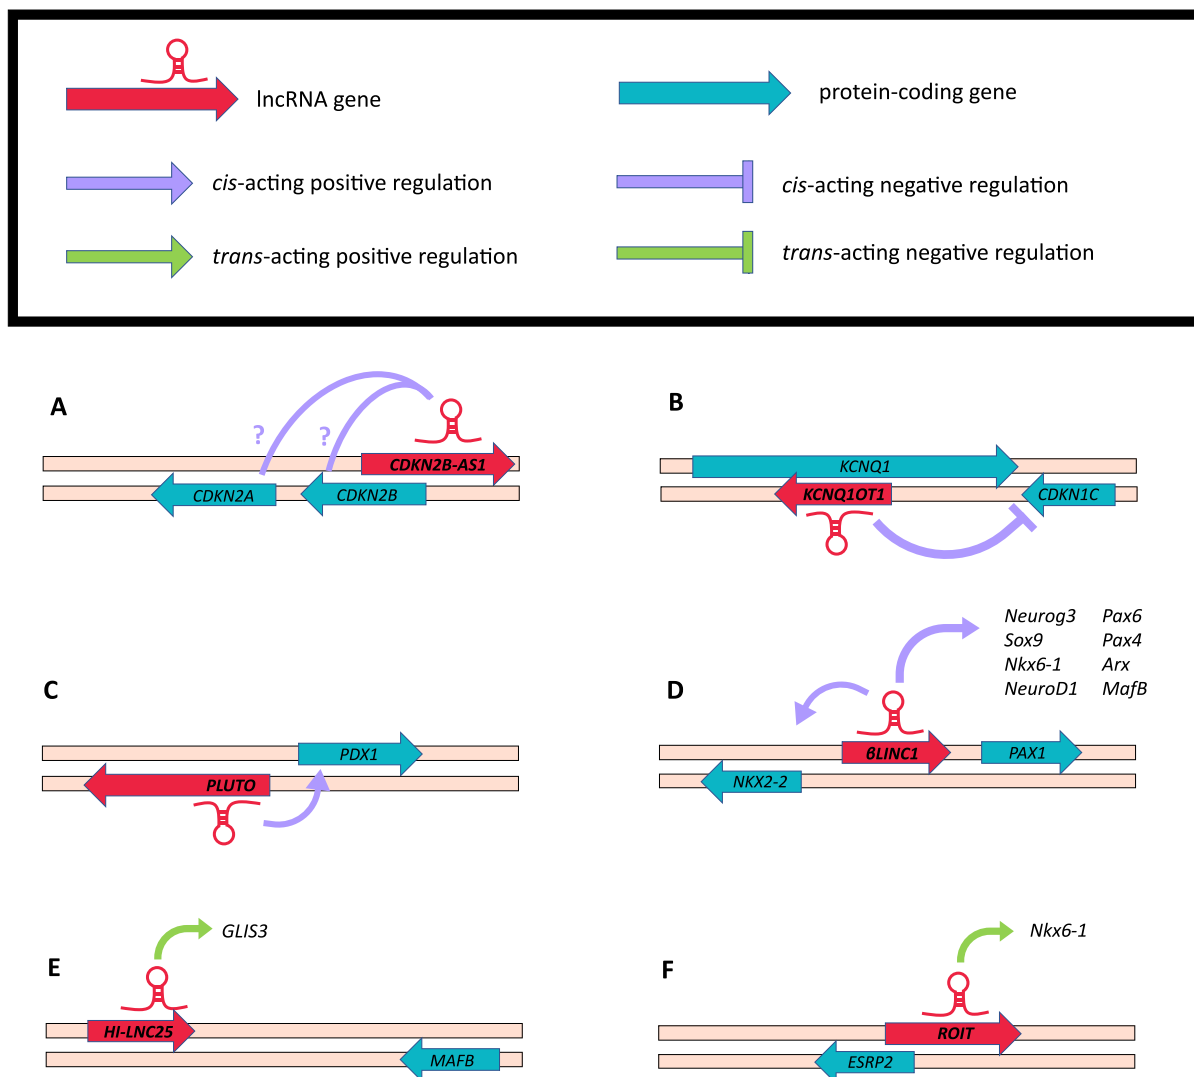 lncRNA gene
protein-coding gene
cis-acting positive regulation
cis-acting negative regulation
trans-acting positive regulation
trans-acting negative regulation
A
? ?
CDKN2B-AS1
CDKN2A CDKN2B
B
KCNQ1
KCNQ1OT1 CDKN1C
C
PDX1
PLUTO
D
Neurog3 Pax6
Sox9 Pax4
Nkx6-1 Arx
NeuroD1 MafB
βLINC1 PAX1
NKX2-2
E
GLIS3
HI-LNC25
MAFB
F
Nkx6-1
ROIT
ESRP2